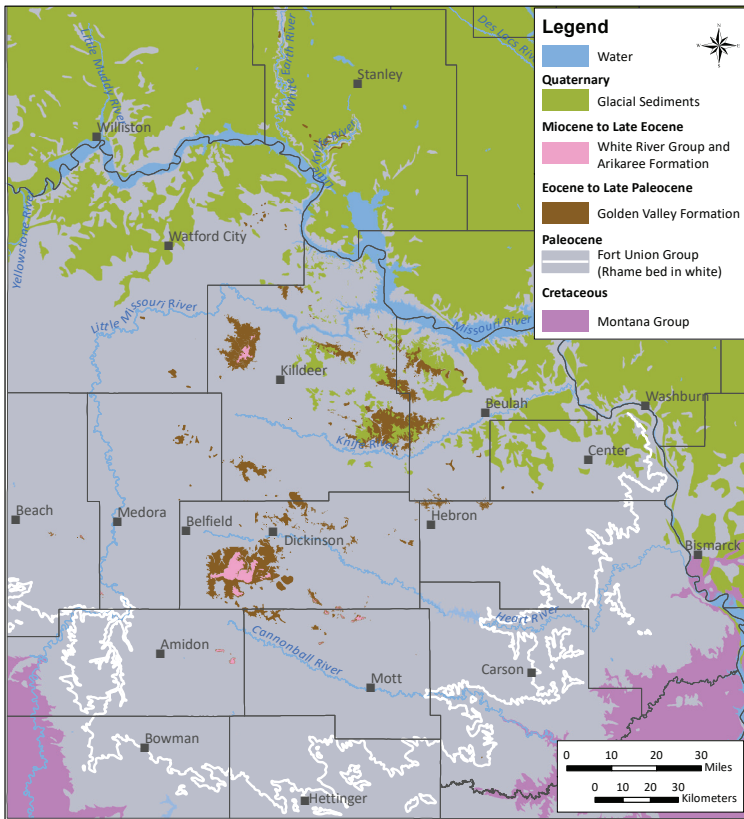 Legend
N
W
E
S
Water
Quaternary
Glacial Sediments
Miocene to Late Eocene
White River Group and
Arikaree Formation
Eocene to Late Paleocene
Golden Valley Formation
Paleocene
Fort Union Group
(Rhame bed in white)
Cretaceous
Montana Group
Des Lacs River
Little Muddy River
White Earth River
Stanley
Williston
Knife River
Yellowstone River
Watford City
Little Missouri River
Missouri River
Killdeer
Beulah
Washburn
Knife River
Center
Beach
Medora
Belfield
Dickinson
Hebron
Bismarck
Heart River
Amidon
Cannonball River
Mott
Carson
Bowman
Hettinger
0 10 20 30
Miles
0 10 20 30
Kilometers